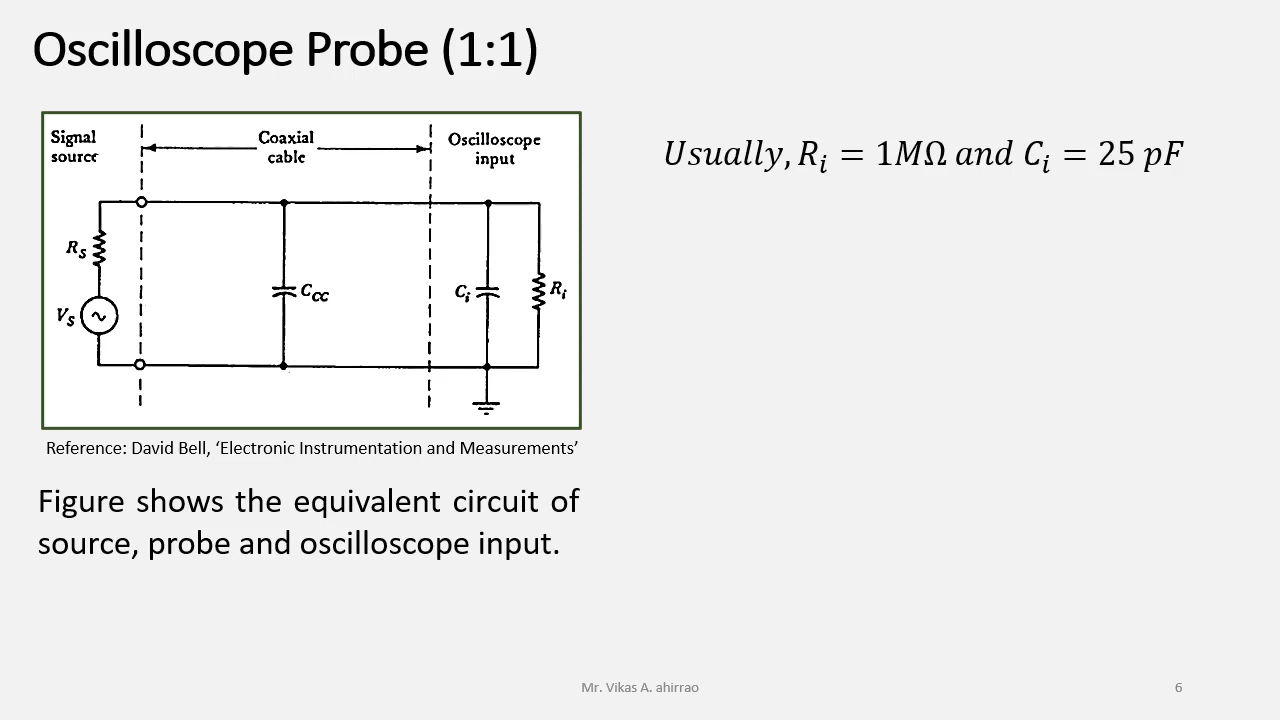 Oscilloscope Probe (1:1)
Signal
source
Coaxial
cable
Oscilloscope
input
R_S
V_S
C_CC
C_i
R_i
Usually, R_i = 1MΩ and C_i = 25 pF
Reference: David Bell, ‘Electronic Instrumentation and Measurements’
Figure shows the equivalent circuit of
source, probe and oscilloscope input.
Mr. Vikas A. ahirrao
6